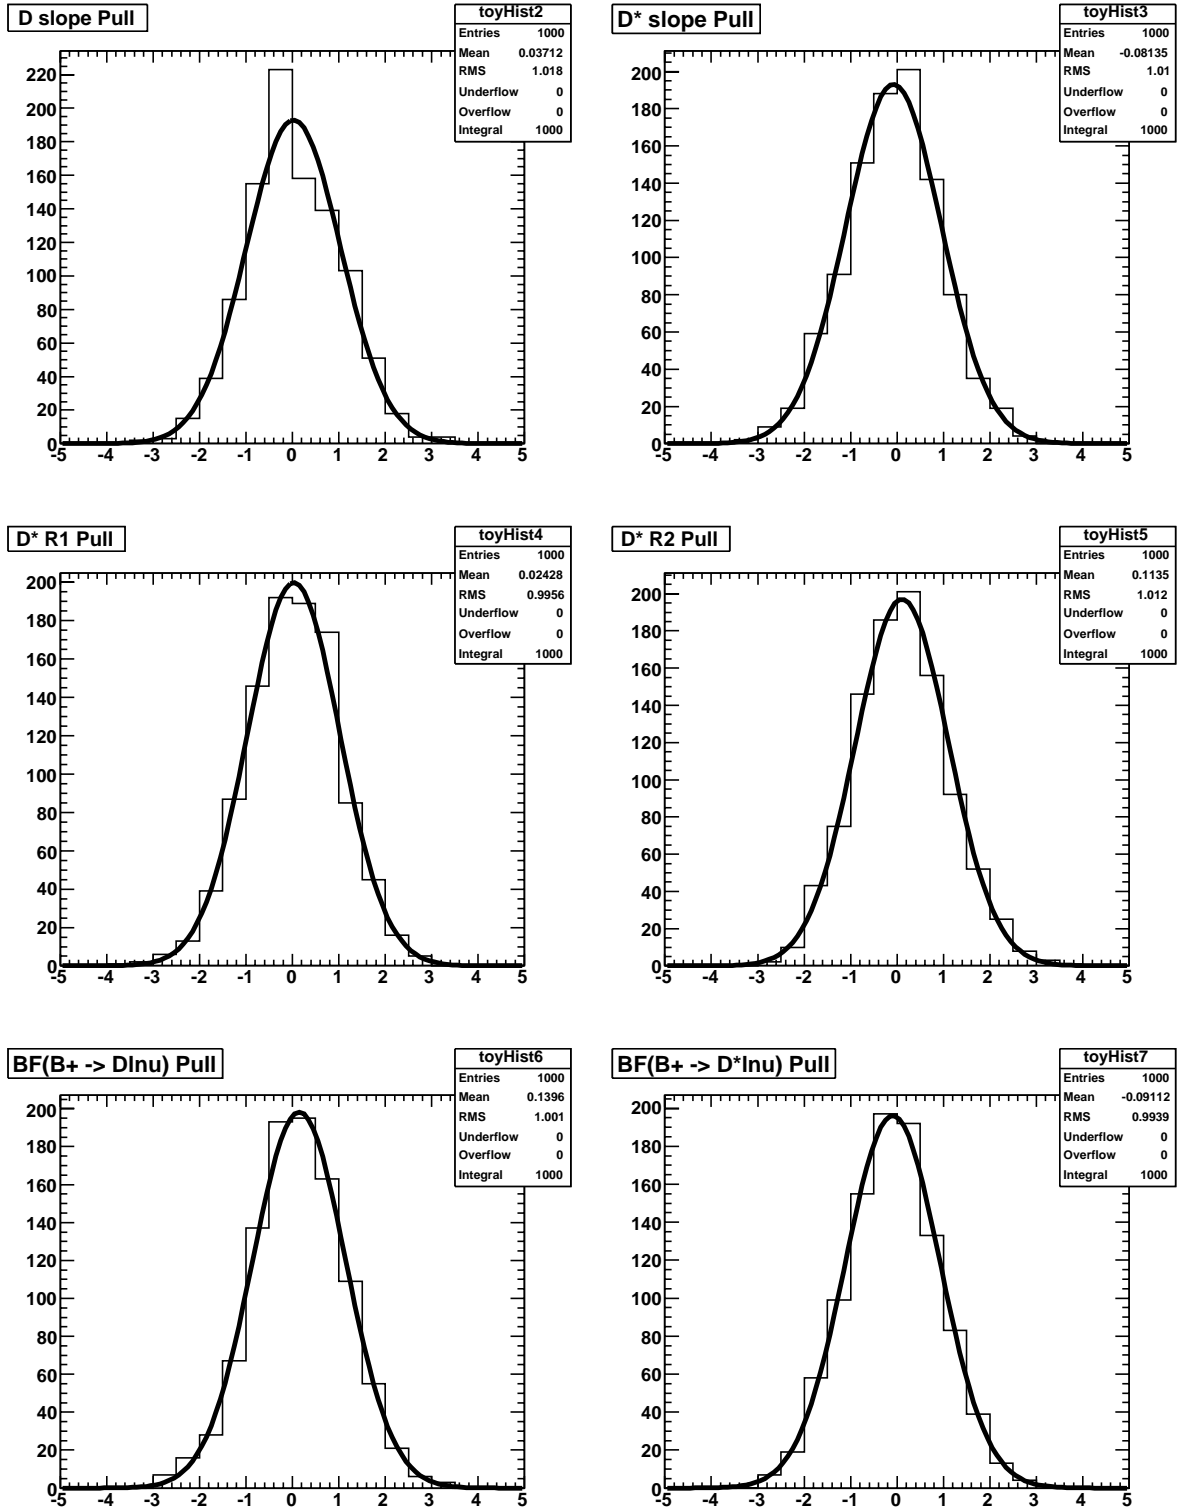 D slope Pull
toyHist2
Entries 1000
Mean 0.03712
RMS 1.018
Underflow 0
Overflow 0
Integral 1000
220
200
180
160
140
120
100
80
60
40
20
0
-5 -4 -3 -2 -1 0 1 2 3 4 5
D* slope Pull
toyHist3
Entries 1000
Mean -0.08135
RMS 1.01
Underflow 0
Overflow 0
Integral 1000
200
180
160
140
120
100
80
60
40
20
0
-5 -4 -3 -2 -1 0 1 2 3 4 5
D* R1 Pull
toyHist4
Entries 1000
Mean 0.02428
RMS 0.9956
Underflow 0
Overflow 0
Integral 1000
200
180
160
140
120
100
80
60
40
20
0
-5 -4 -3 -2 -1 0 1 2 3 4 5
D* R2 Pull
toyHist5
Entries 1000
Mean 0.1135
RMS 1.012
Underflow 0
Overflow 0
Integral 1000
200
180
160
140
120
100
80
60
40
20
0
-5 -4 -3 -2 -1 0 1 2 3 4 5
BF(B+ -> Dlnu) Pull
toyHist6
Entries 1000
Mean 0.1396
RMS 1.001
Underflow 0
Overflow 0
Integral 1000
200
180
160
140
120
100
80
60
40
20
0
-5 -4 -3 -2 -1 0 1 2 3 4 5
BF(B+ -> D*lnu) Pull
toyHist7
Entries 1000
Mean -0.09112
RMS 0.9939
Underflow 0
Overflow 0
Integral 1000
200
180
160
140
120
100
80
60
40
20
0
-5 -4 -3 -2 -1 0 1 2 3 4 5